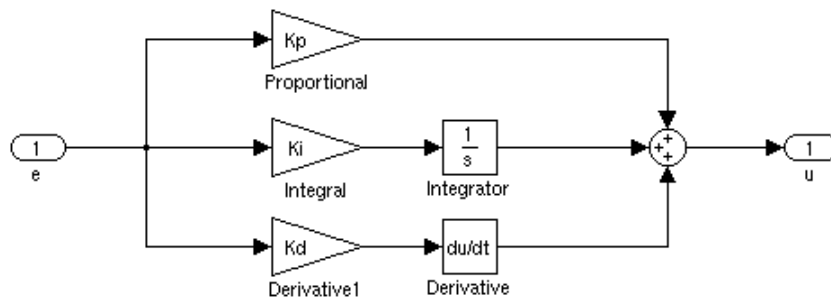 Kp
Proportional
1
e
Ki
Integral
1
s
Integrator
+
+
+
1
u
Kd
Derivative1
du/dt
Derivative